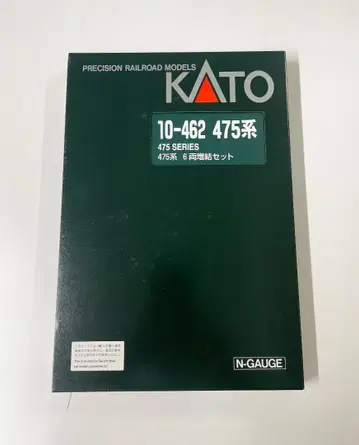 PRECISION RAILROAD MODELS
KATO
10-462 475系
475 SERIES
475系 6両増結セット
N-GAUGE